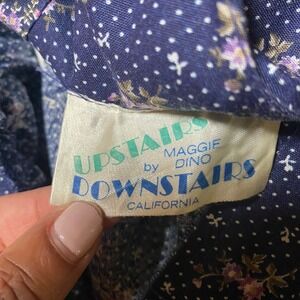 UPSTAIRS
by MAGGIE
DINO
DOWNSTAIRS
CALIFORNIA